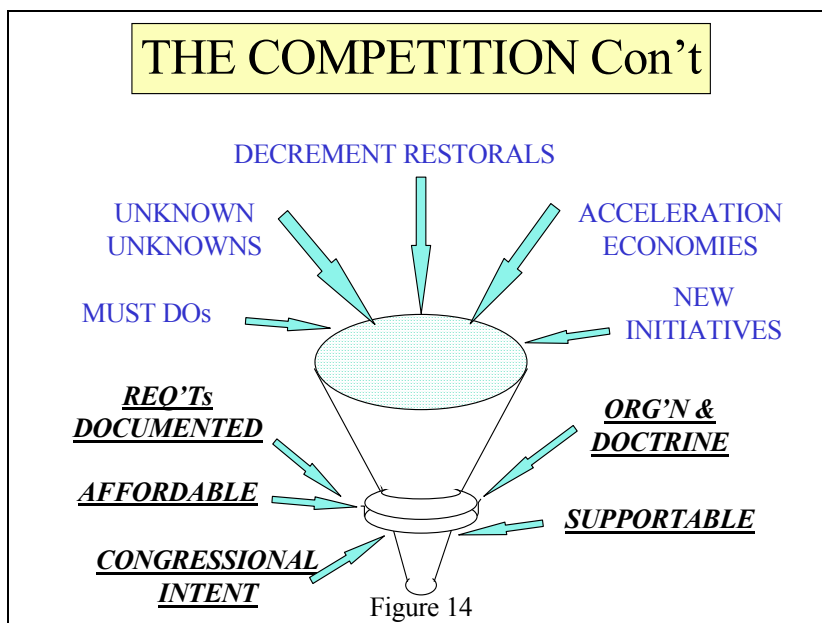 THE COMPETITION Con't
DECREMENT RESTORALS
UNKNOWN
UNKNOWNS
ACCELERATION
ECONOMIES
MUST DOs
NEW
INITIATIVES
REQ'Ts
DOCUMENTED
ORG'N &
DOCTRINE
AFFORDABLE
SUPPORTABLE
CONGRESSIONAL
INTENT
Figure 14